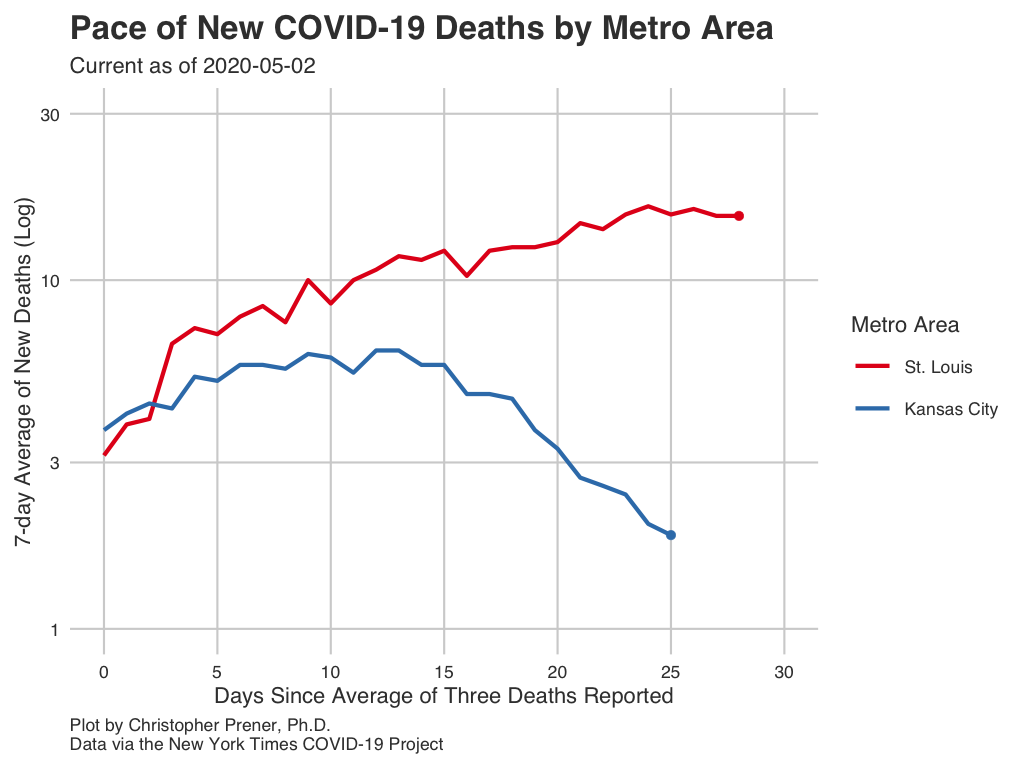 Pace of New COVID-19 Deaths by Metro Area
Current as of 2020-05-02
7-day Average of New Deaths (Log)
30
10
3
1
0 5 10 15 20 25 30
Days Since Average of Three Deaths Reported
Metro Area
St. Louis
Kansas City
Plot by Christopher Prener, Ph.D.
Data via the New York Times COVID-19 Project